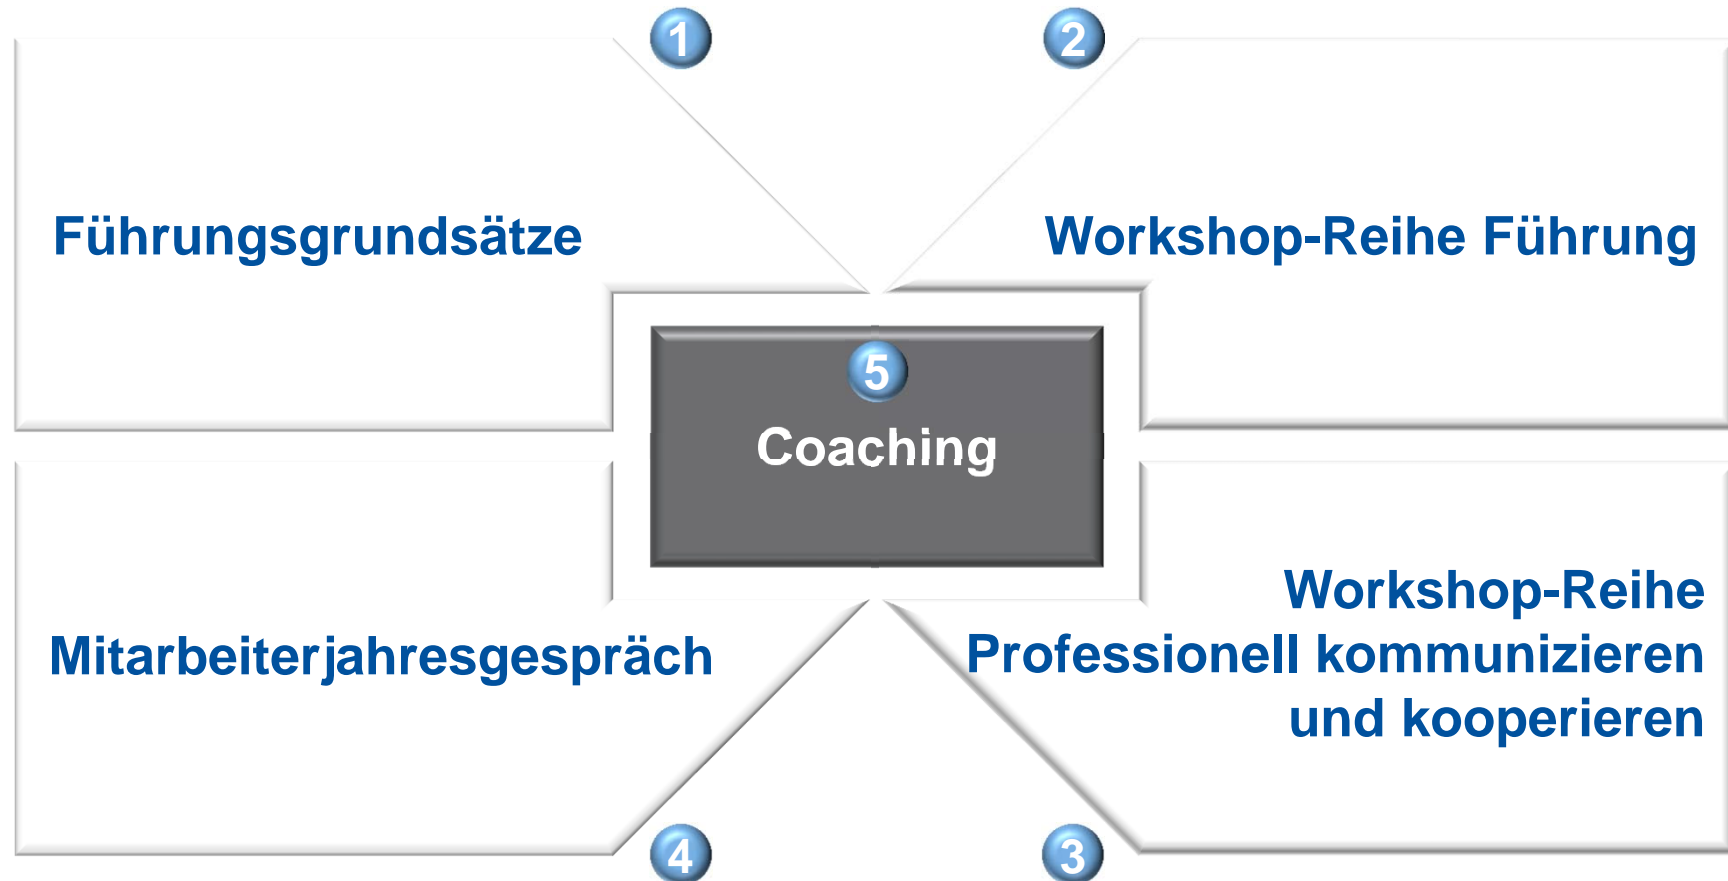 1
2
Führungsgrundsätze
Workshop-Reihe Führung
5
Coaching
Mitarbeiterjahresgespräch
Workshop-Reihe
Professionell kommunizieren
und kooperieren
4
3